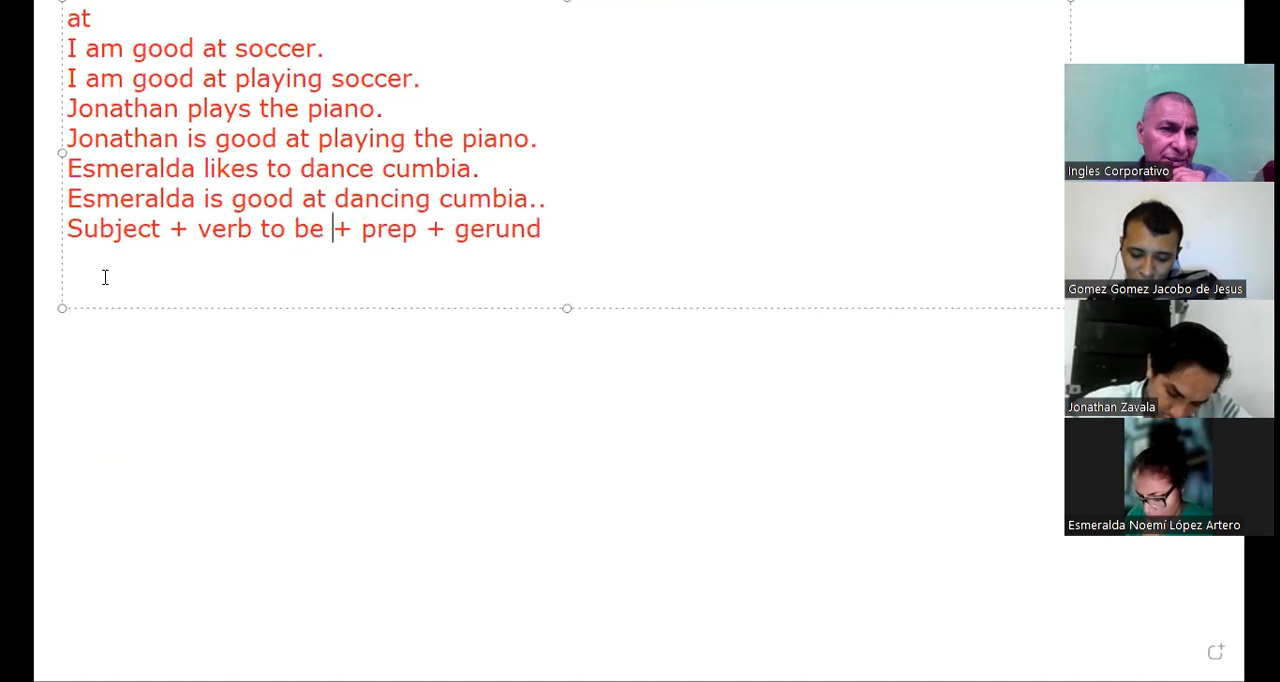 at
I am good at soccer.
I am good at playing soccer.
Jonathan plays the piano.
Jonathan is good at playing the piano.
Esmeralda likes to dance cumbia.
Esmeralda is good at dancing cumbia..
Subject + verb to be + prep + gerund
Ingles Corporativo
Gomez Gomez Jacobo de Jesus
Jonathan Zavala
Esmeralda Noemí López Artero